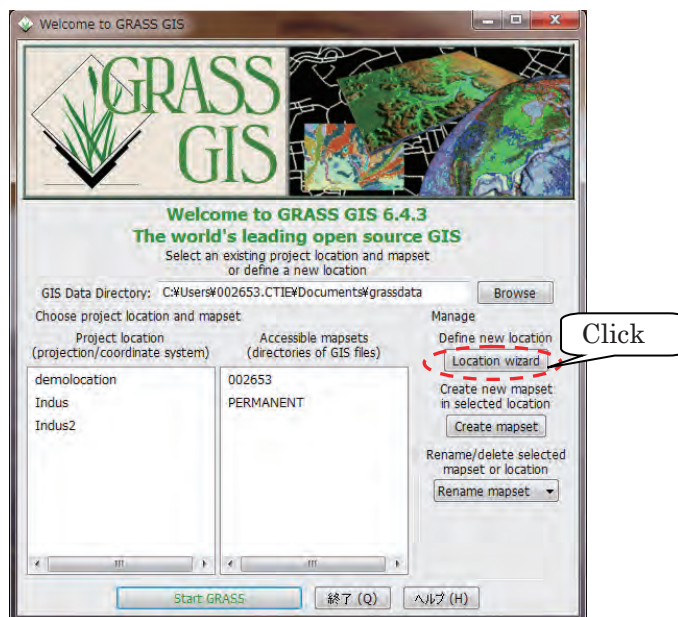 Welcome to GRASS GIS
GRASS
GIS
Welcome to GRASS GIS 6.4.3
The world's leading open source GIS
Select an existing project location and mapset
or define a new location
GIS Data Directory: C:¥Users¥002653.CTIE¥Documents¥grassdata Browse
Choose project location and mapset
Manage
Project location
(projection/coordinate system)
Accessible mapsets
(directories of GIS files)
Define new location
Location wizard
Click
demolocation
Indus
Indus2
002653
PERMANENT
Create new mapset
in selected location
Create mapset
Rename/delete selected
mapset or location
Rename mapset
Start GRASS
終了 (Q)
ヘルプ (H)